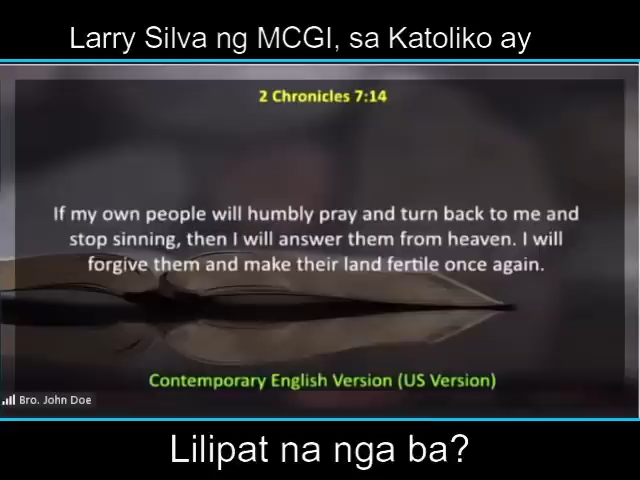 Larry Silva ng MCGI, sa Katoliko ay
2 Chronicles 7:14
If my own people will humbly pray and turn back to me and
stop sinning, then I will answer them from heaven. I will
forgive them and make their land fertile once again.
Contemporary English Version (US Version)
Bro. John Doe
Lilipat na nga ba?